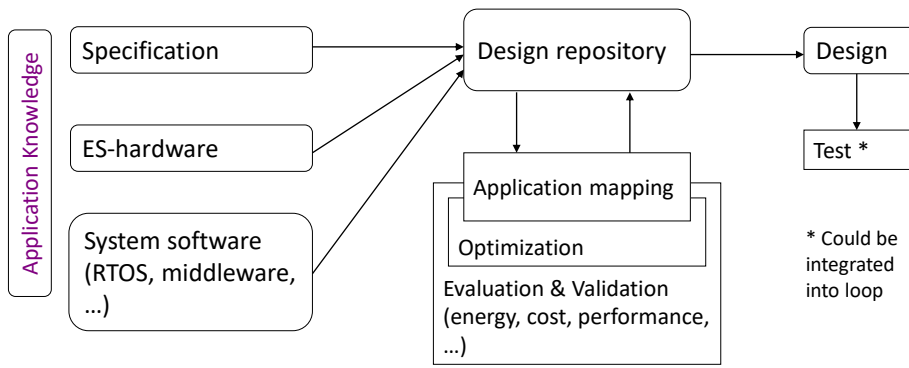 Application Knowledge
Specification
ES-hardware
System software
(RTOS, middleware,
…)
Design repository
Application mapping
Optimization
Evaluation & Validation
(energy, cost, performance,
…)
Design
Test *
* Could be
integrated
into loop